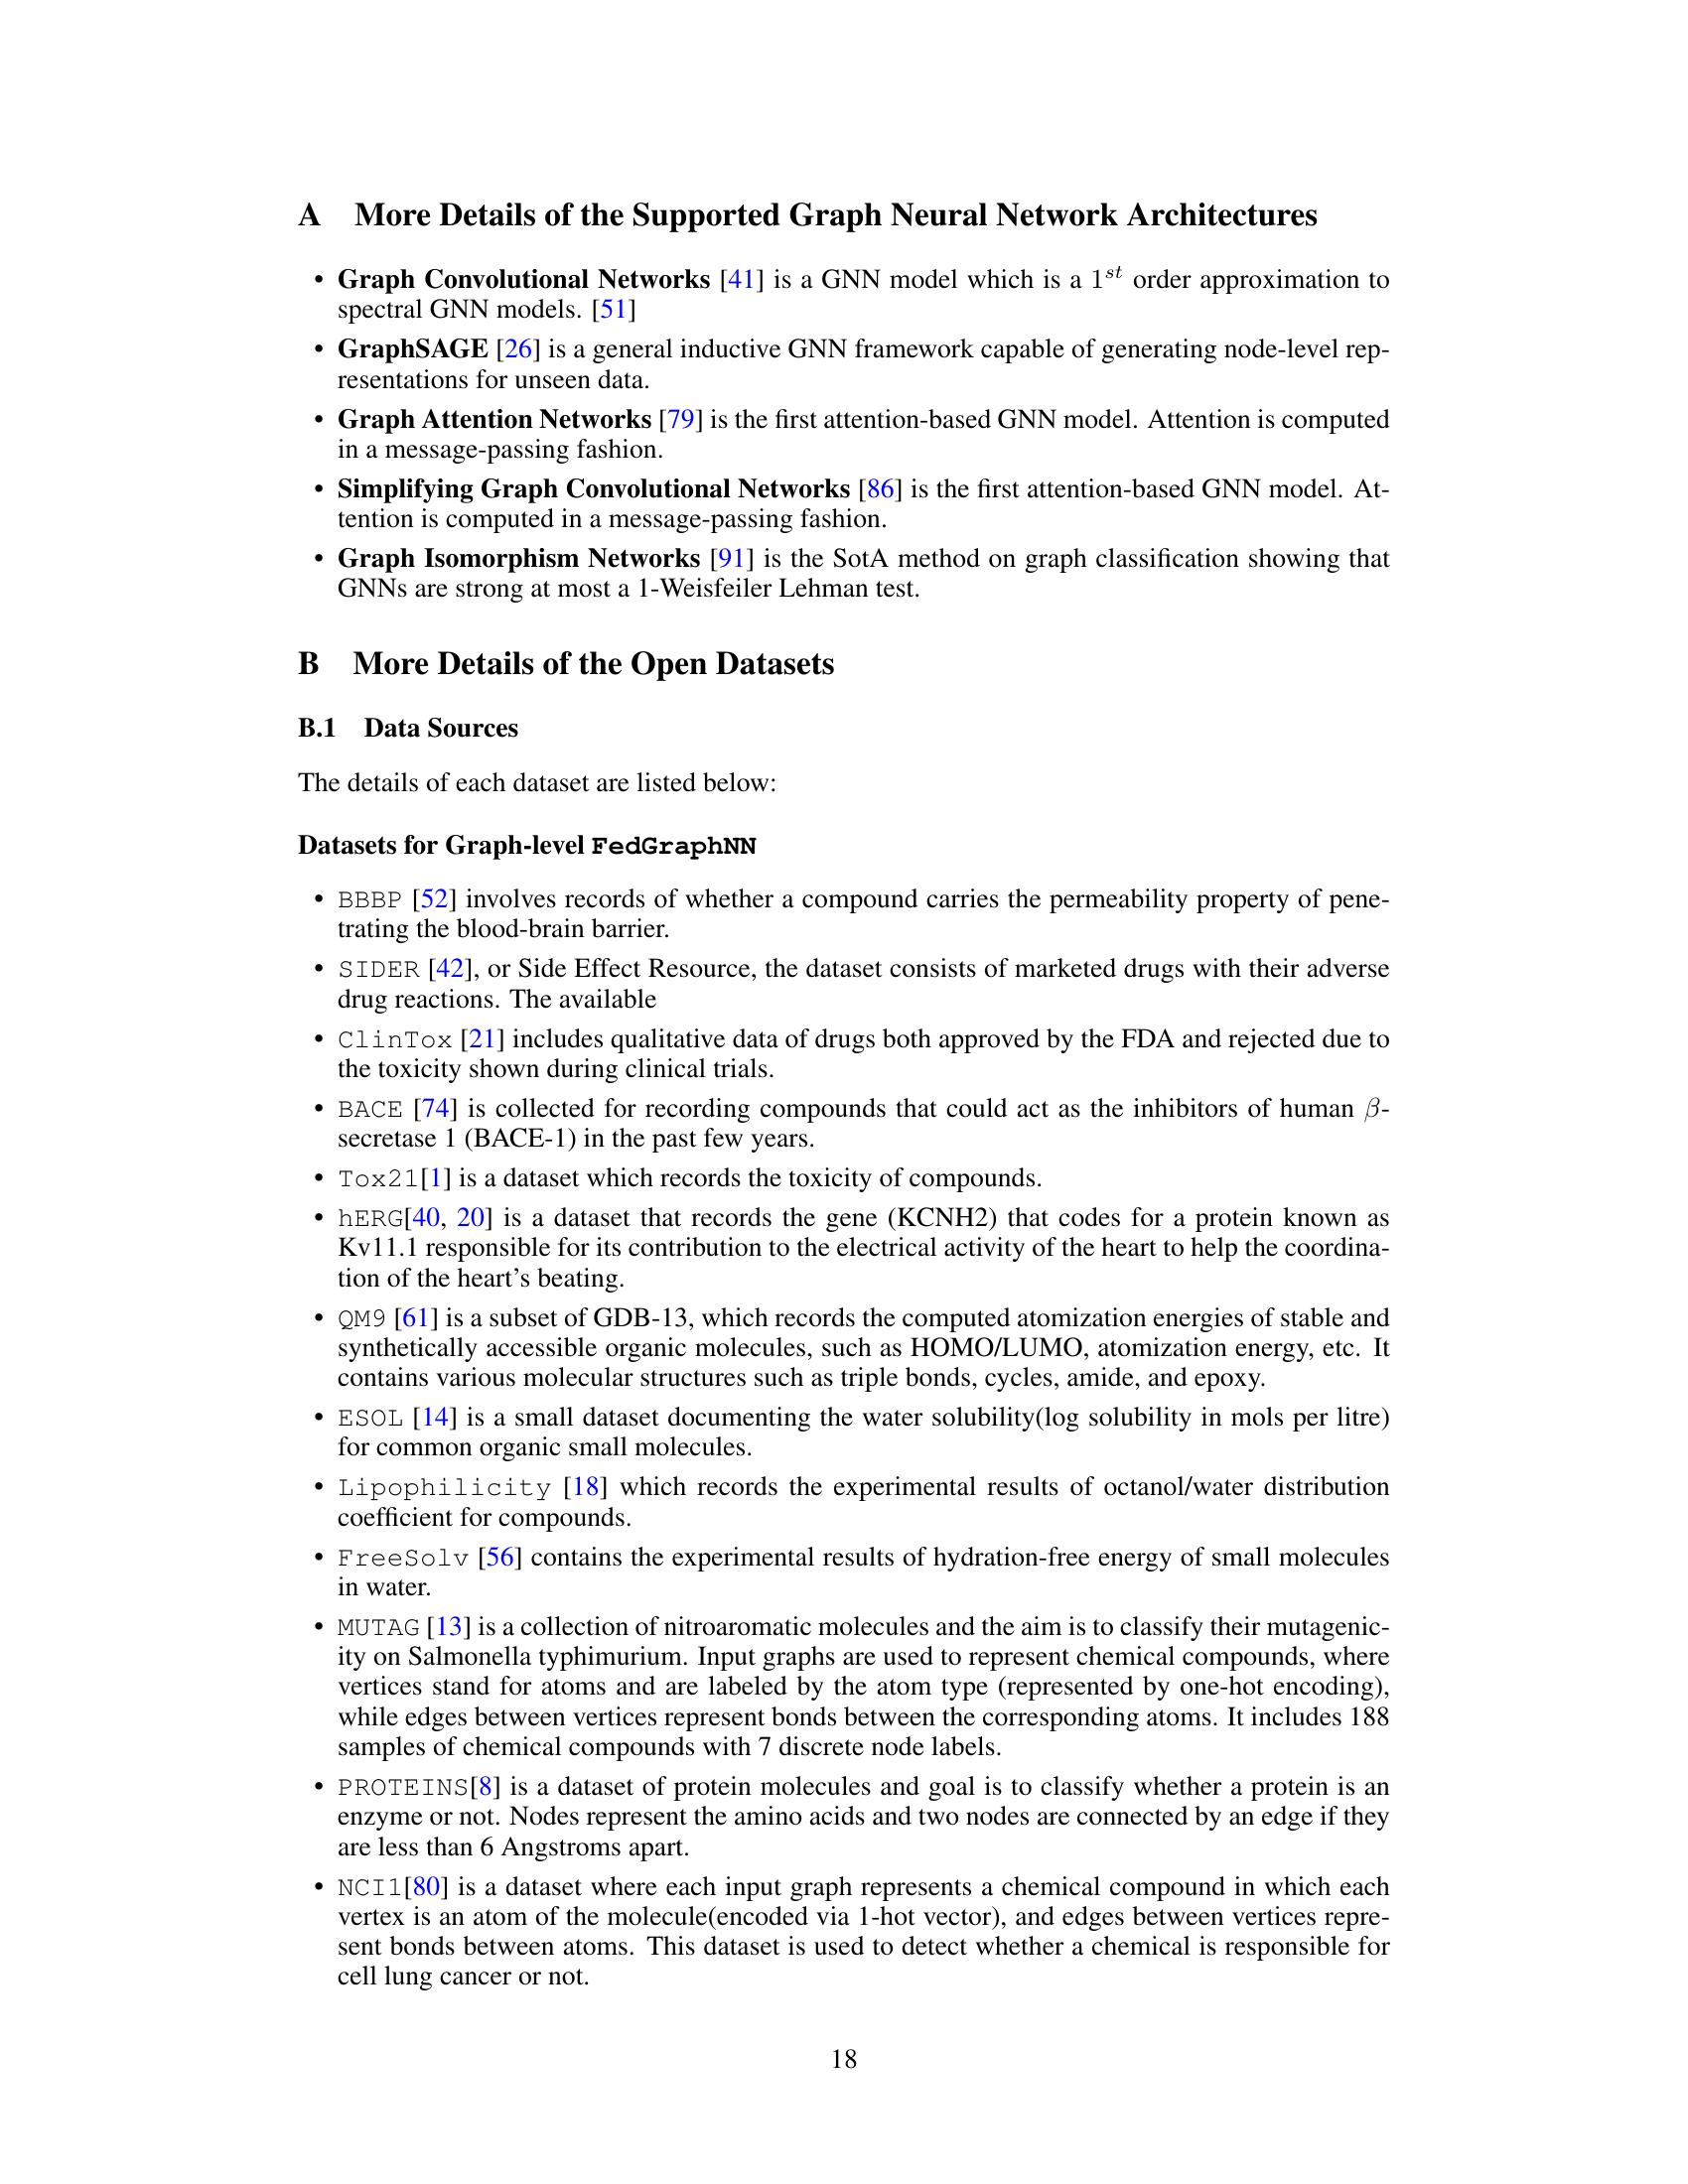 A More Details of the Supported Graph Neural Network Architectures
• Graph Convolutional Networks [41] is a GNN model which is a 1st order approximation to
spectral GNN models. [51]
• GraphSAGE [26] is a general inductive GNN framework capable of generating node-level rep-
resentations for unseen data.
• Graph Attention Networks [79] is the first attention-based GNN model. Attention is computed
in a message-passing fashion.
• Simplifying Graph Convolutional Networks [86] is the first attention-based GNN model. At-
tention is computed in a message-passing fashion.
• Graph Isomorphism Networks [91] is the SotA method on graph classification showing that
GNNs are strong at most a 1-Weisfeiler Lehman test.
B More Details of the Open Datasets
B.1 Data Sources
The details of each dataset are listed below:
Datasets for Graph-level FedGraphNN
• BBBP [52] involves records of whether a compound carries the permeability property of pene-
trating the blood-brain barrier.
• SIDER [42], or Side Effect Resource, the dataset consists of marketed drugs with their adverse
drug reactions. The available
• ClinTox [21] includes qualitative data of drugs both approved by the FDA and rejected due to
the toxicity shown during clinical trials.
• BACE [74] is collected for recording compounds that could act as the inhibitors of human β-
secretase 1 (BACE-1) in the past few years.
• Tox21[1] is a dataset which records the toxicity of compounds.
• hERG[40, 20] is a dataset that records the gene (KCNH2) that codes for a protein known as
Kv11.1 responsible for its contribution to the electrical activity of the heart to help the coordina-
tion of the heart's beating.
• QM9 [61] is a subset of GDB-13, which records the computed atomization energies of stable and
synthetically accessible organic molecules, such as HOMO/LUMO, atomization energy, etc. It
contains various molecular structures such as triple bonds, cycles, amide, and epoxy.
• ESOL [14] is a small dataset documenting the water solubility(log solubility in mols per litre)
for common organic small molecules.
• Lipophilicity [18] which records the experimental results of octanol/water distribution
coefficient for compounds.
• FreeSolv [56] contains the experimental results of hydration-free energy of small molecules
in water.
• MUTAG [13] is a collection of nitroaromatic molecules and the aim is to classify their mutagenic-
ity on Salmonella typhimurium. Input graphs are used to represent chemical compounds, where
vertices stand for atoms and are labeled by the atom type (represented by one-hot encoding),
while edges between vertices represent bonds between the corresponding atoms. It includes 188
samples of chemical compounds with 7 discrete node labels.
• PROTEINS[8] is a dataset of protein molecules and goal is to classify whether a protein is an
enzyme or not. Nodes represent the amino acids and two nodes are connected by an edge if they
are less than 6 Angstroms apart.
• NCI1[80] is a dataset where each input graph represents a chemical compound in which each
vertex is an atom of the molecule(encoded via 1-hot vector), and edges between vertices repre-
sent bonds between atoms. This dataset is used to detect whether a chemical is responsible for
cell lung cancer or not.
18